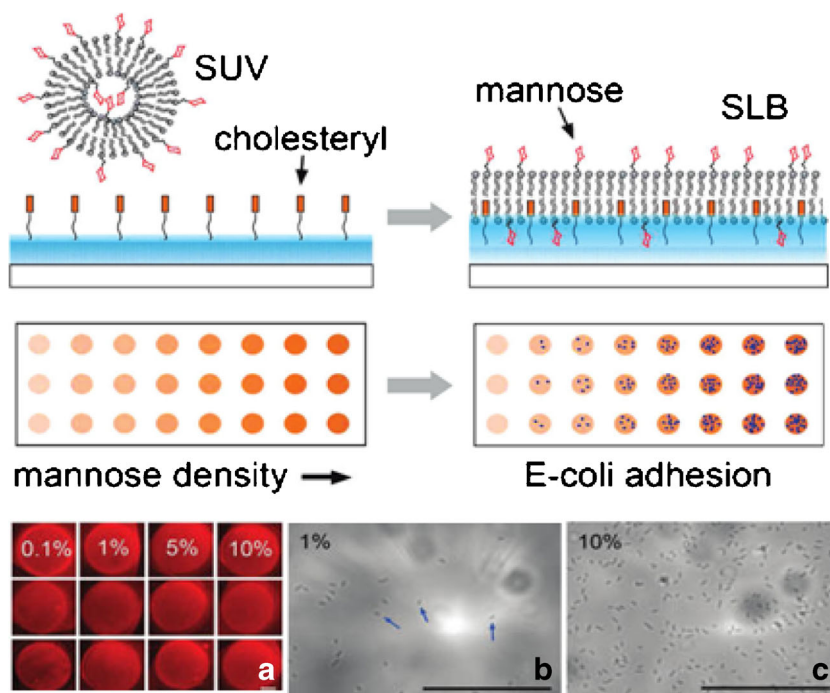 SUV
cholesteryl
mannose
SLB
mannose density
E-coli adhesion
0.1% 1% 5% 10%
a
1%
b
10%
c